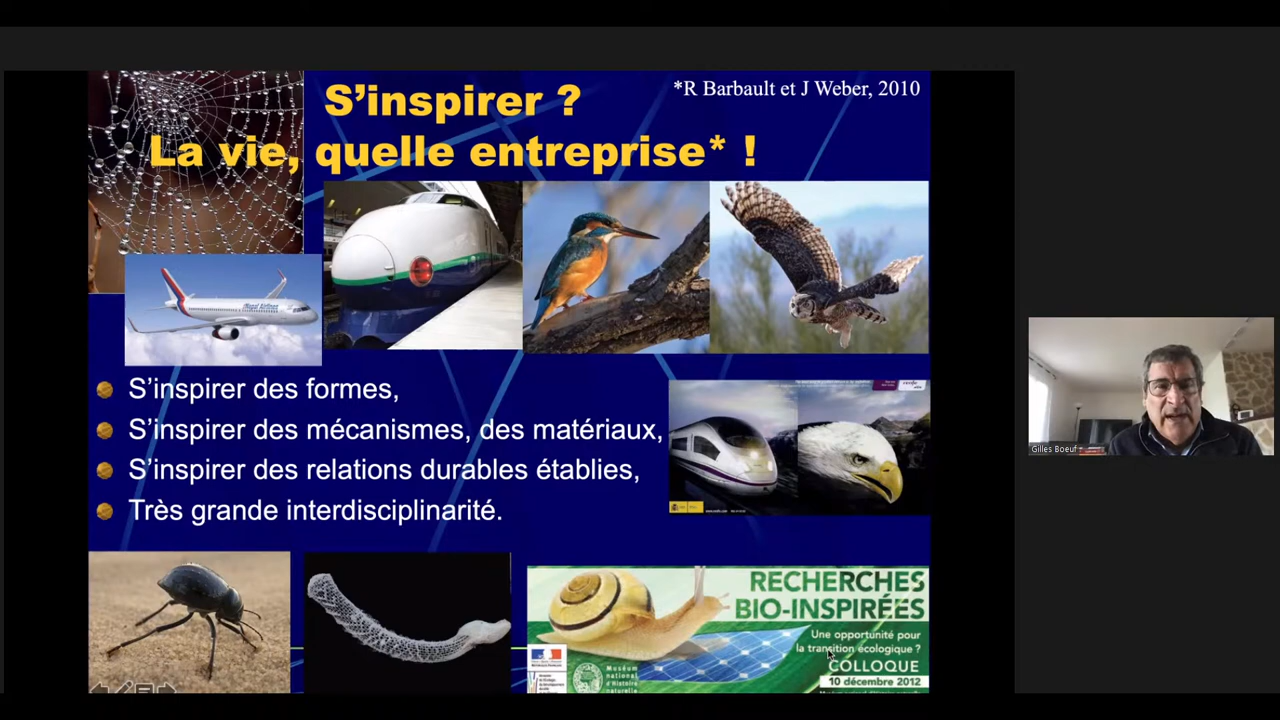 S'inspirer ?
*R Barbault et J Weber, 2010
La vie, quelle entreprise* !
Nepal Airlines
S'inspirer des formes,
S'inspirer des mécanismes, des matériaux,
S'inspirer des relations durables établies,
Très grande interdisciplinarité.
RECHERCHES
BIO-INSPIRÉES
Une opportunité pour
la transition écologique ?
COLLOQUE
10 décembre 2012
Muséum
national
d'Histoire
naturelle
Gilles Boeuf